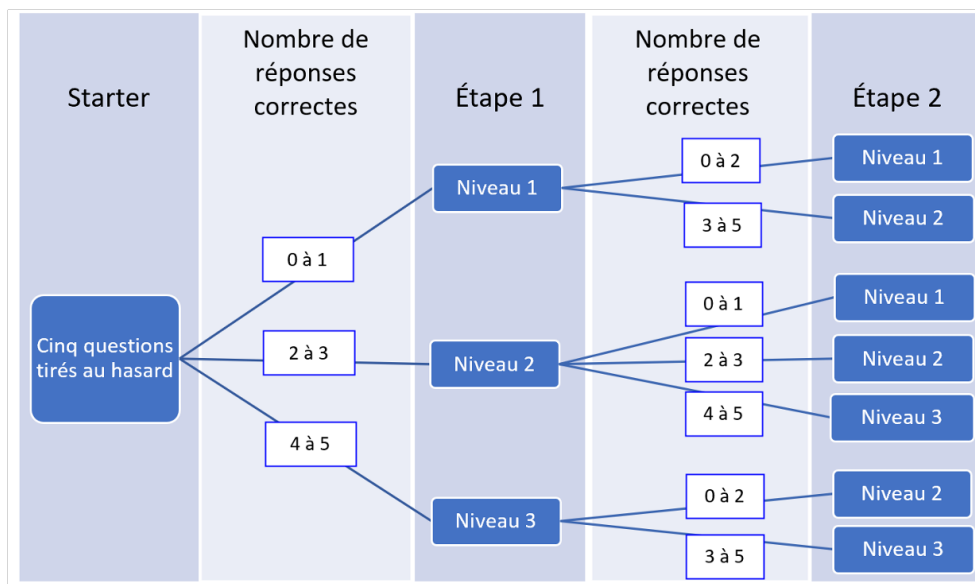 Starter
Nombre de
réponses
correctes
Étape 1
Nombre de
réponses
correctes
Étape 2
Cinq questions
tirés au hasard
0 à 1
2 à 3
4 à 5
Niveau 1
Niveau 2
Niveau 3
0 à 2
3 à 5
0 à 1
2 à 3
4 à 5
0 à 2
3 à 5
Niveau 1
Niveau 2
Niveau 1
Niveau 2
Niveau 3
Niveau 2
Niveau 3